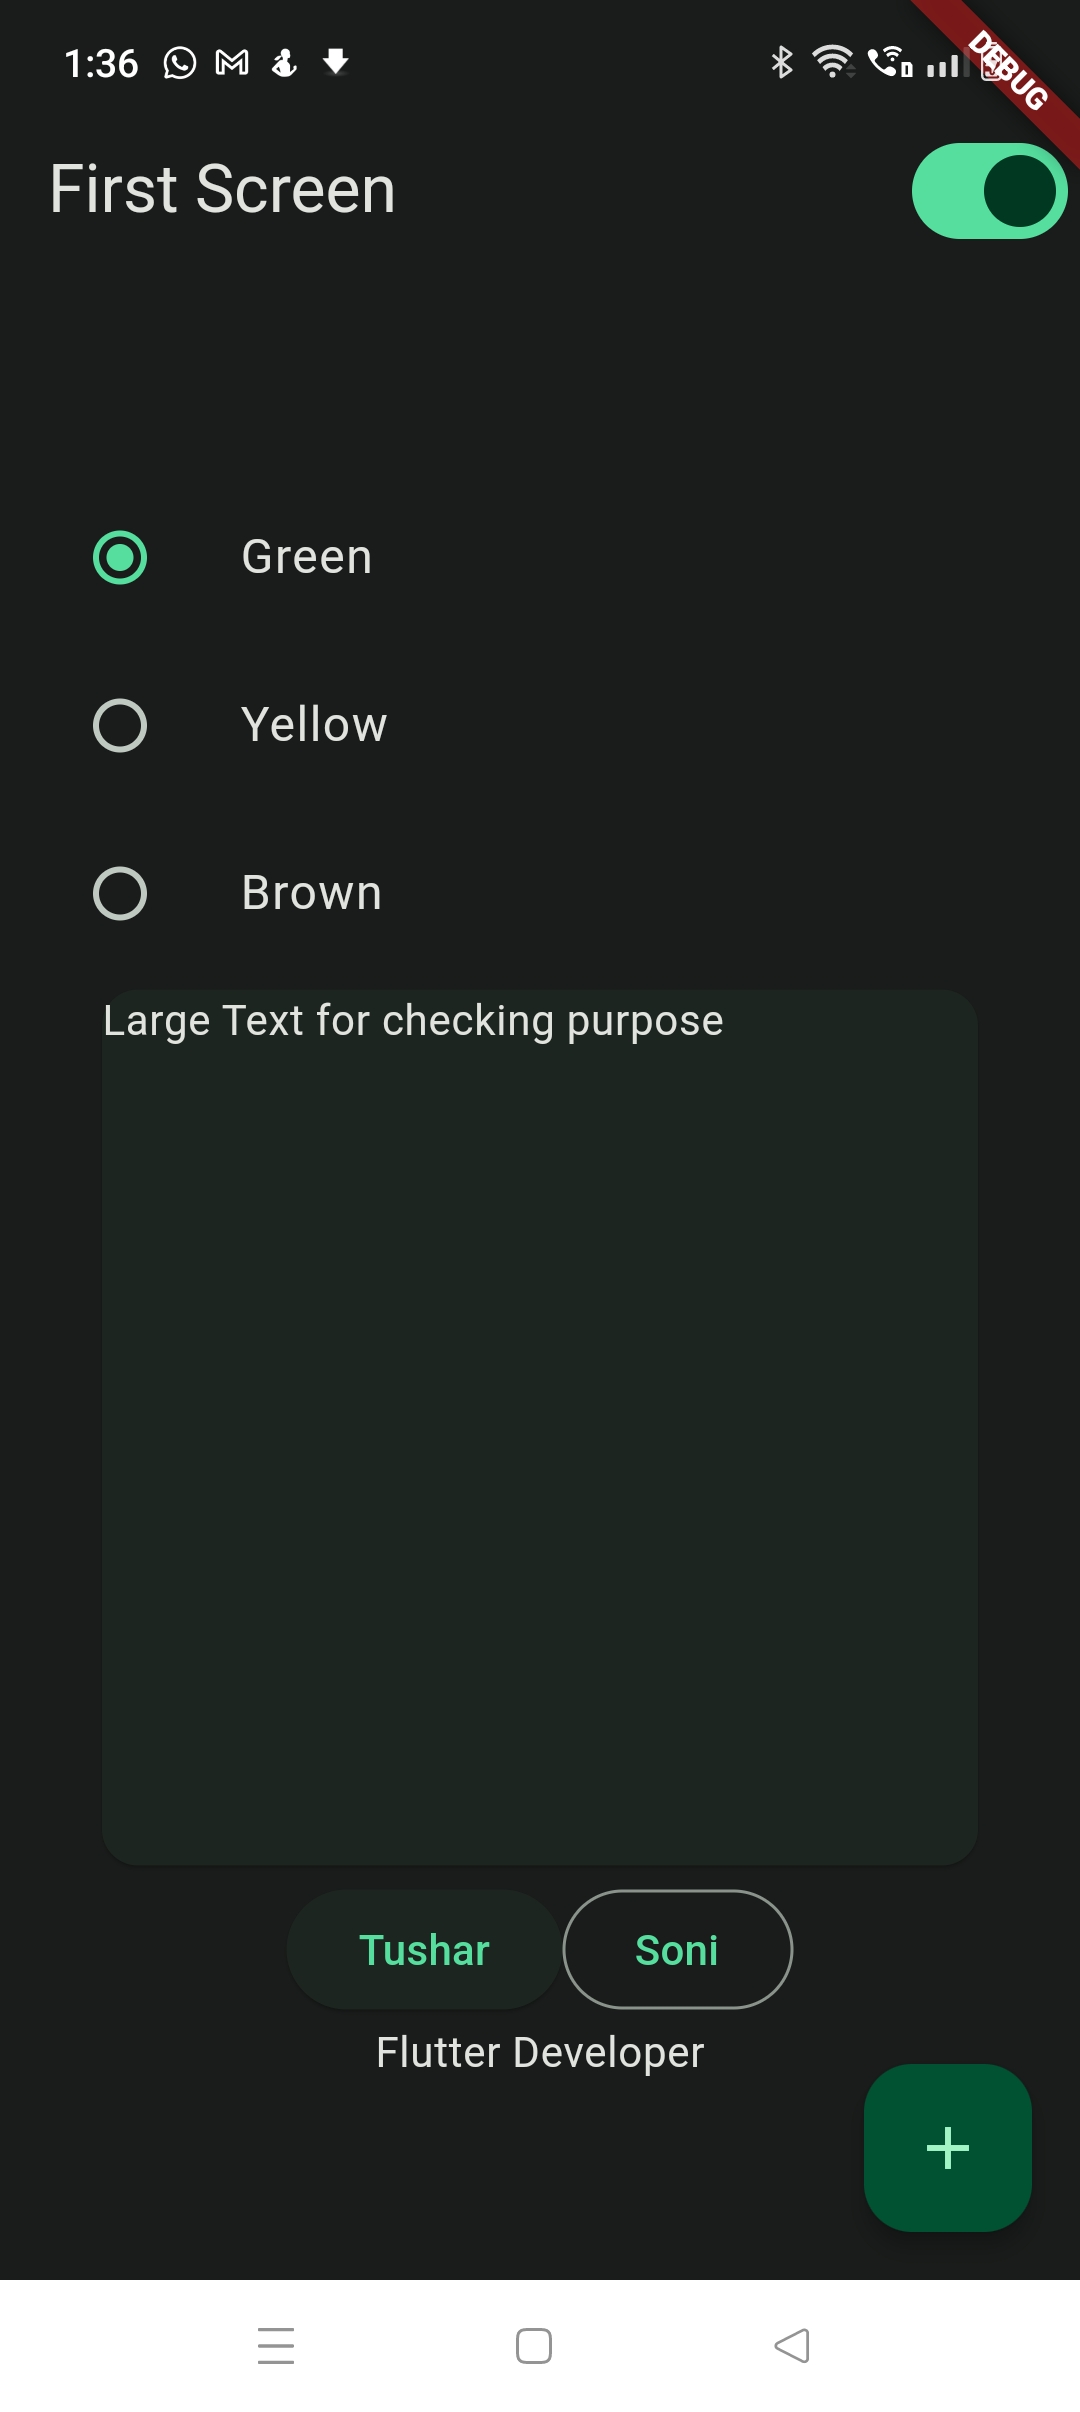 1:36
DEBUG
First Screen
Green
Yellow
Brown
Large Text for checking purpose
Tushar
Soni
Flutter Developer